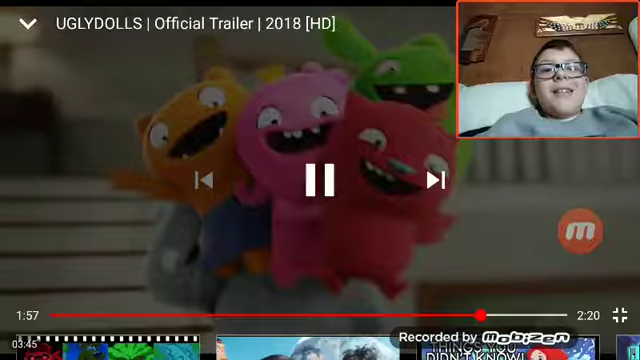 UGLYDOLLS | Official Trailer | 2018 [HD]
m
1:57
2:20
03:45
Recorded by MOBIZEN
THINGS YOU
DIDN'T KNOW!